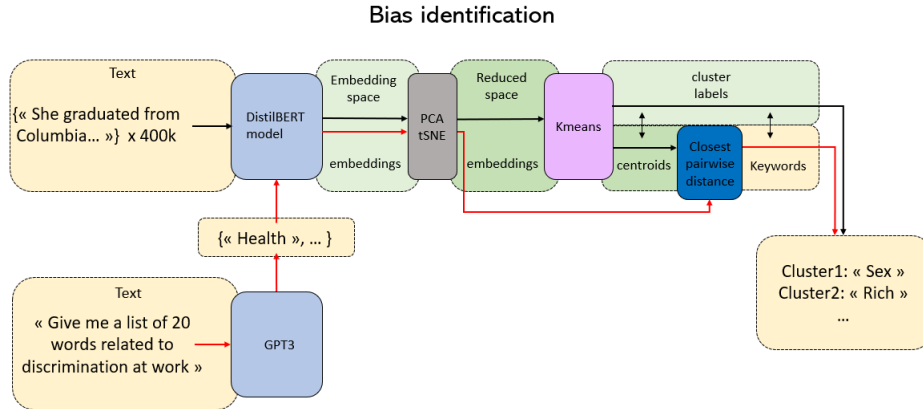 Bias identification
Text
{« She graduated from
Columbia… »} x 400k
DistilBERT
model
Embedding
space
embeddings
PCA
tSNE
Reduced
space
embeddings
Kmeans
cluster
labels
centroids
Closest
pairwise
distance
Keywords
{« Health », … }
Text
« Give me a list of 20
words related to
discrimination at work »
GPT3
Cluster1: « Sex »
Cluster2: « Rich »
…